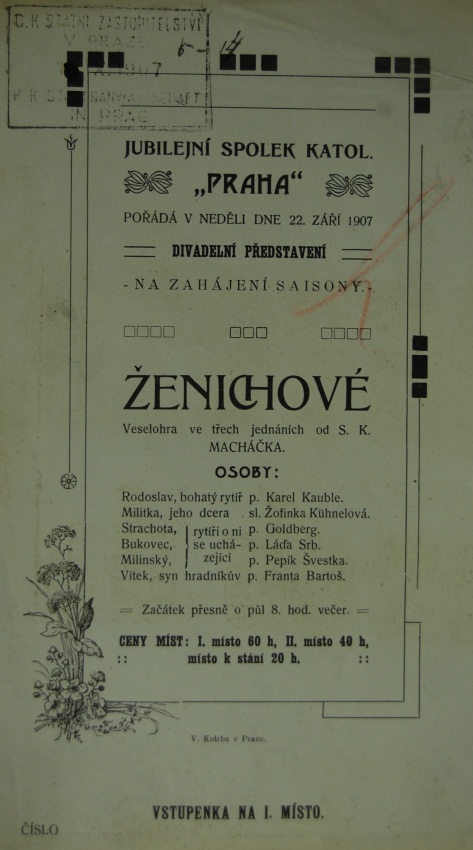 C. K STÁTNÍ ZASTUPITELSTVÍ
V PRAZE
5 - 14
1907
IN PRAG
JUBILEJNÍ SPOLEK KATOL.
„PRAHA“
POŘÁDÁ V NEDĚLI DNE 22. ZÁŘÍ 1907
DIVADELNÍ PŘEDSTAVENÍ
- NA ZAHÁJENÍ SAISONY. -
ŽENICHOVÉ
Veselohra ve třech jednáních od S. K.
MACHÁČKA.
OSOBY:
Rodoslav, bohatý rytíř p. Karel Kauble.
Militka, jeho dcera sl. Žofinka Kühnelová.
Strachota, rytíři o ni p. Goldberg.
Bukovec, se uchá- p. Láďa Srb.
Milinský, zející p. Pepík Švestka.
Vítek, syn hradníkův p. Franta Bartoš.
= Začátek přesně o půl 8. hod. večer. =
CENY MÍST: I. místo 60 h, II. místo 40 h,
:: místo k stání 20 h. ::
V. Kotrba v Praze.
VSTUPENKA NA I. MÍSTO.
ČÍSLO